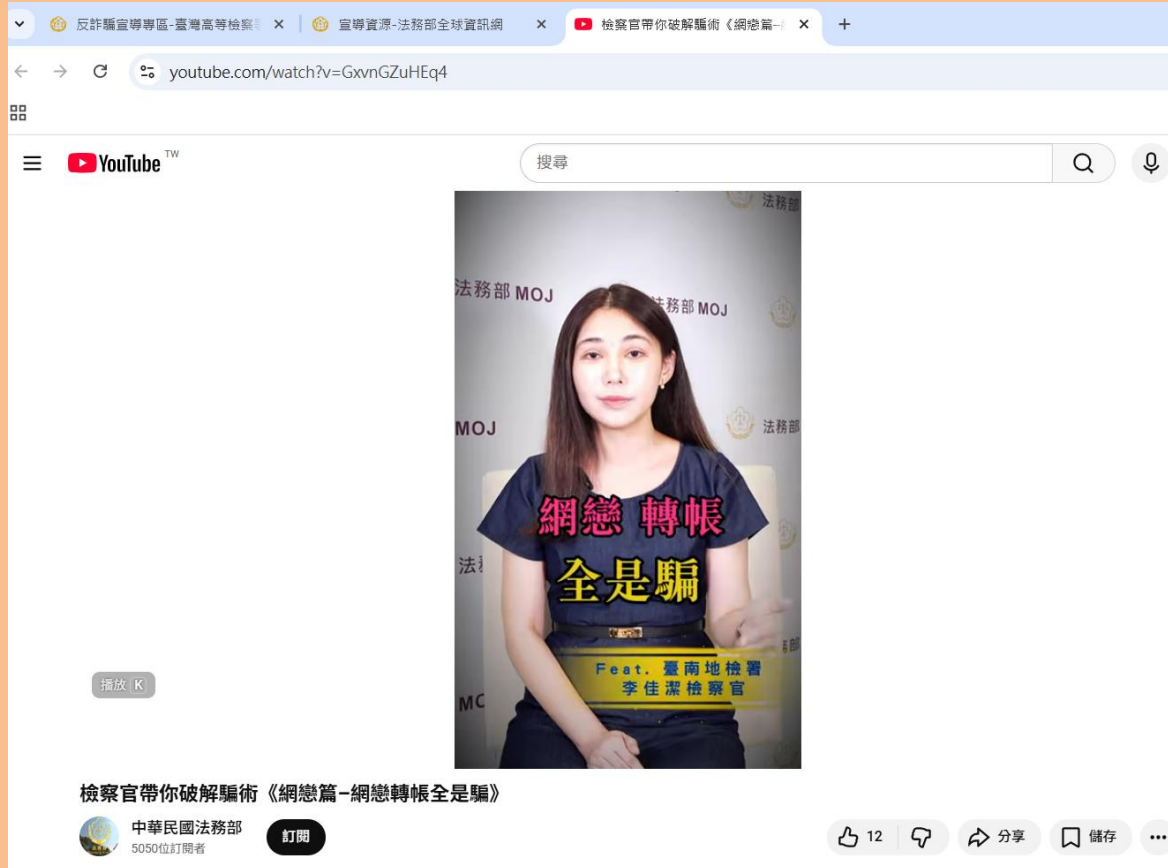 反詐騙宣導專區-臺灣高等檢察
宣導資源-法務部全球資訊網
檢察官帶你破解騙術《網戀篇-
youtube.com/watch?v=GxvnGZuHEq4
YouTube TW
搜尋
法務部
法務部 MOJ
法務部 MOJ
MOJ
法務部
網戀 轉帳
全是騙
Feat. 臺南地檢署
李佳潔檢察官
播放 K
檢察官帶你破解騙術《網戀篇–網戀轉帳全是騙》
中華民國法務部
5050位訂閱者
訂閱
12
分享
儲存